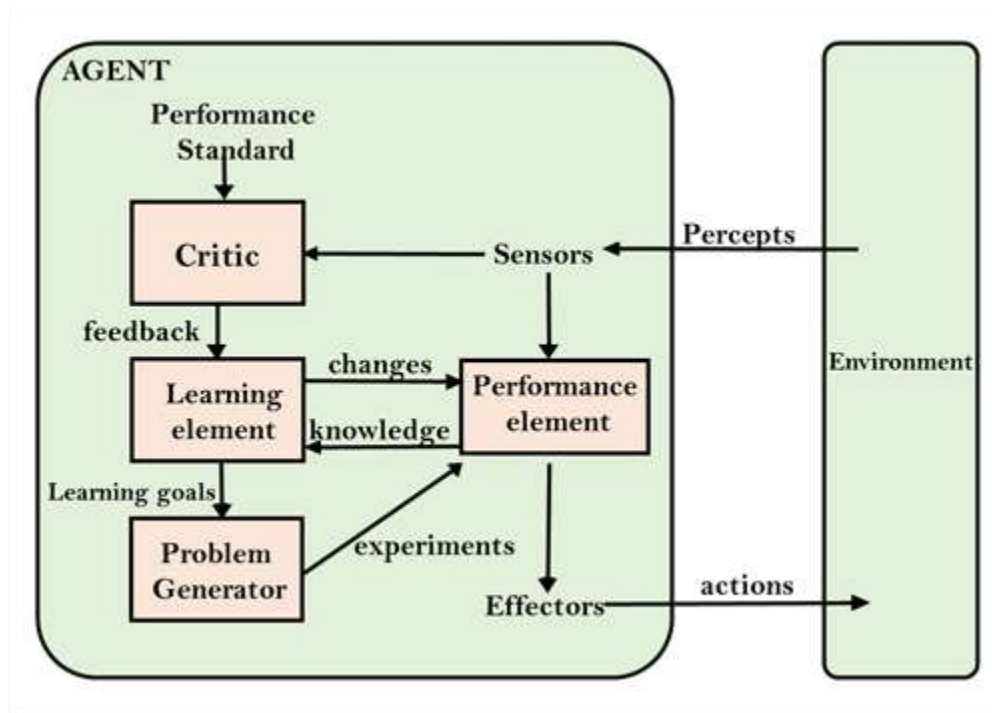 AGENT
Performance
Standard
Critic
Sensors
Percepts
feedback
changes
Learning
element
Performance
element
Environment
knowledge
Learning goals
Problem
Generator
experiments
Effectors
actions